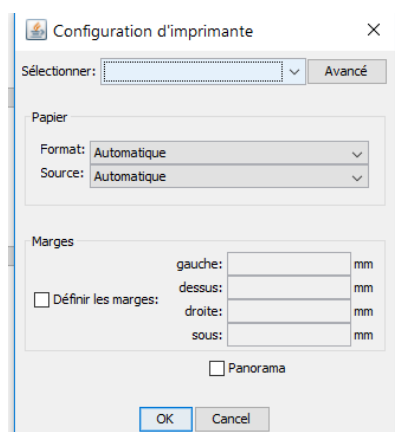 Configuration d'imprimante
Sélectionner: Avancé
Papier
Format: Automatique
Source: Automatique
Marges
gauche: mm
dessus: mm
Définir les marges:
droite: mm
sous: mm
Panorama
OK Cancel